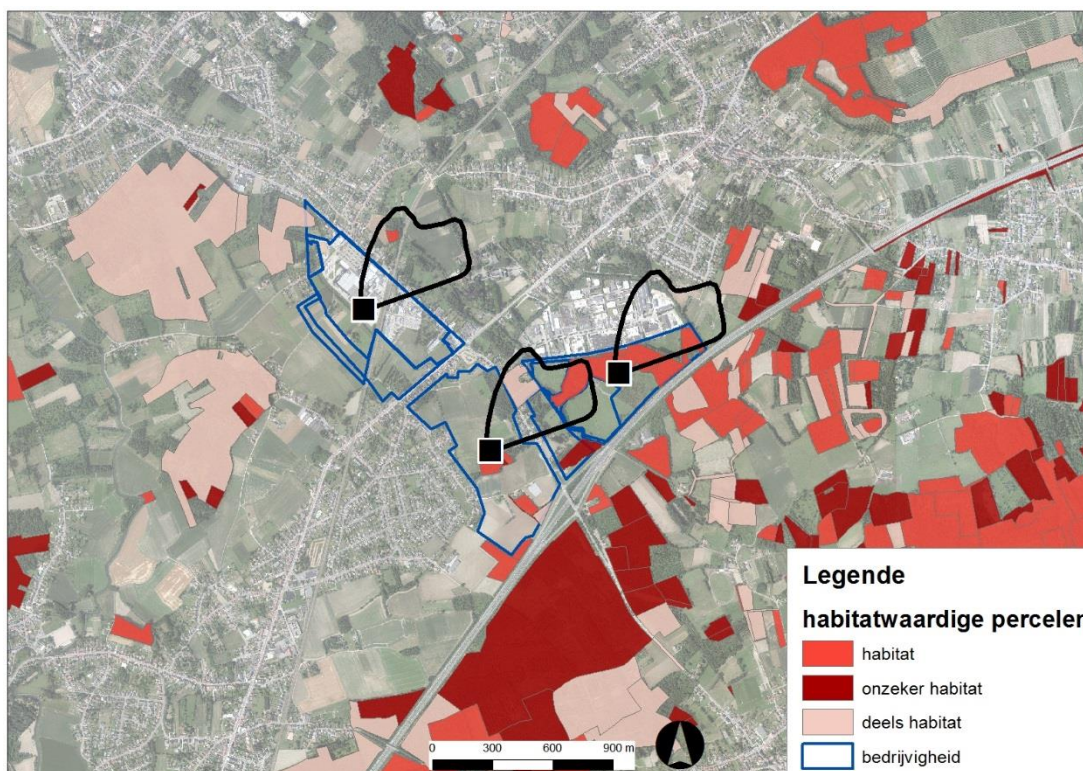 0 300 600 900 m
Legende
habitatwaardige percelen
habitat
onzeker habitat
deels habitat
bedrijvigheid